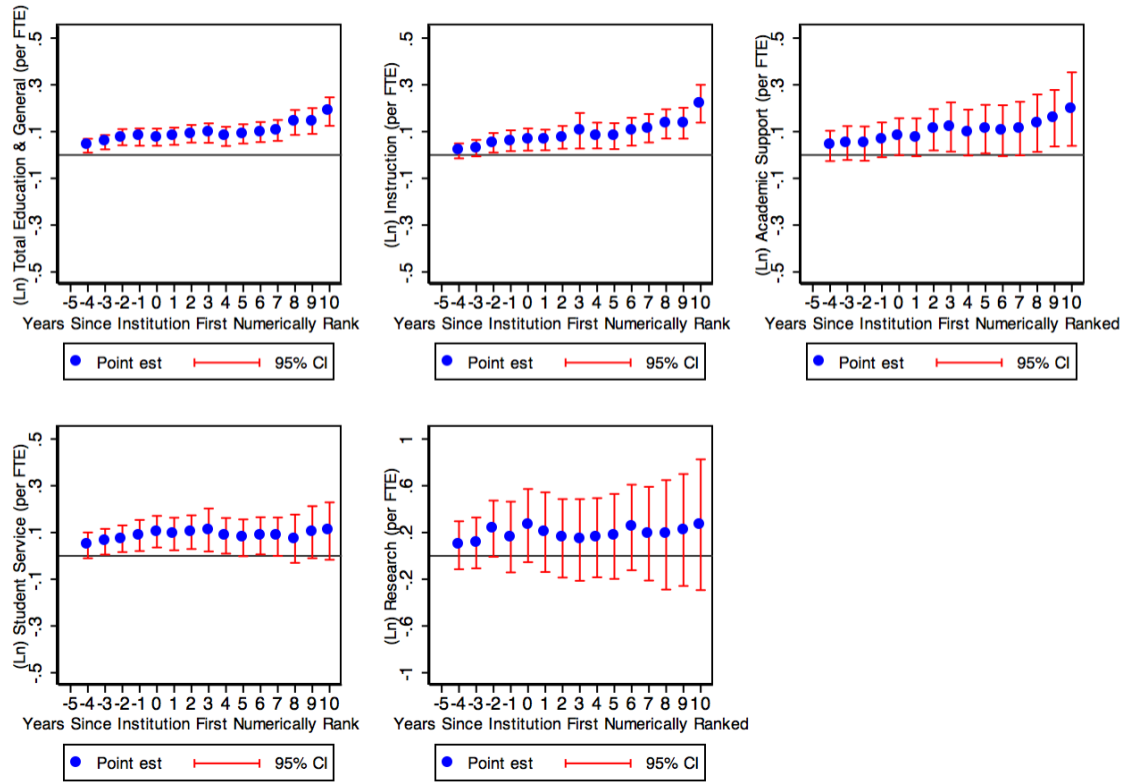 (Ln) Total Education & General (per FTE)
.5
.3
.1
-.1
-.3
-.5
-5 -4 -3 -2 -1 0 1 2 3 4 5 6 7 8 9 10
Years Since Institution First Numerically Rank
Point est 95% CI
(Ln) Instruction (per FTE)
.5
.3
.1
-.1
-.3
-.5
-5 -4 -3 -2 -1 0 1 2 3 4 5 6 7 8 9 10
Years Since Institution First Numerically Rank
Point est 95% CI
(Ln) Academic Support (per FTE)
.5
.3
.1
-.1
-.3
-.5
-5 -4 -3 -2 -1 0 1 2 3 4 5 6 7 8 9 10
Years Since Institution First Numerically Ranked
Point est 95% CI
(Ln) Student Service (per FTE)
.5
.3
.1
-.1
-.3
-.5
-5 -4 -3 -2 -1 0 1 2 3 4 5 6 7 8 9 10
Years Since Institution First Numerically Rank
Point est 95% CI
(Ln) Research (per FTE)
1
.6
.2
-.2
-.6
-1
-5 -4 -3 -2 -1 0 1 2 3 4 5 6 7 8 9 10
Years Since Institution First Numerically Ranked
Point est 95% CI